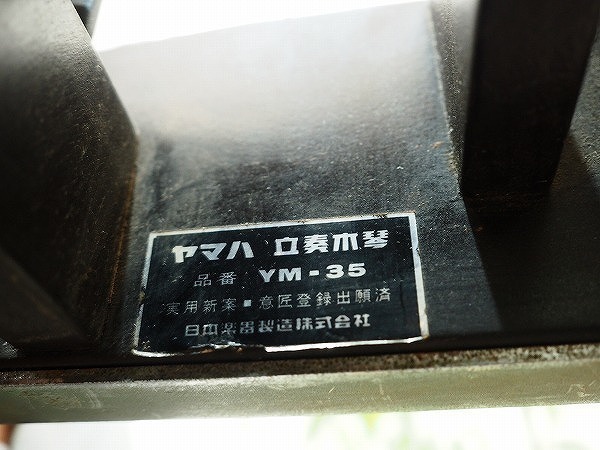 ヤマハ 立奏木琴
品番 YM-35
実用新案■意匠登録出願済
日本楽器製造株式会社